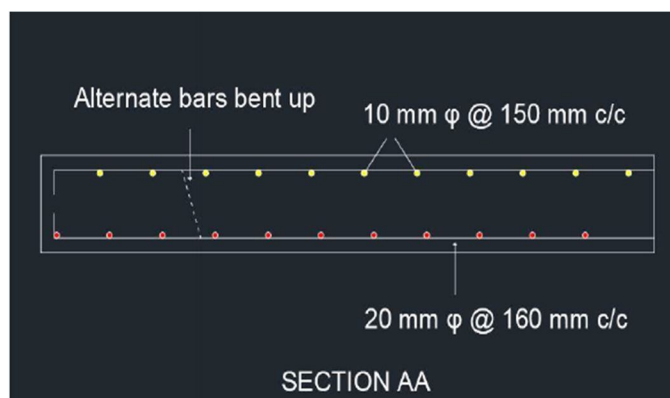 Alternate bars bent up
10 mm φ @ 150 mm c/c
20 mm φ @ 160 mm c/c
SECTION AA